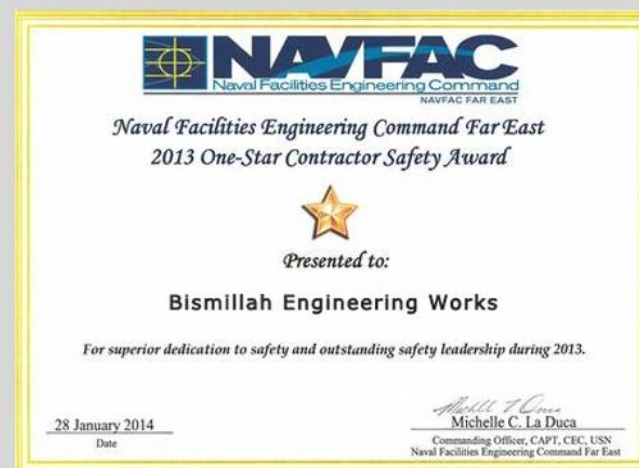 NAVFAC
Naval Facilities Engineering Command
NAVFAC FAR EAST
Naval Facilities Engineering Command Far East
2013 One-Star Contractor Safety Award
Presented to:
Bismillah Engineering Works
For superior dedication to safety and outstanding safety leadership during 2013.
28 January 2014
Date
Michelle C. La Duca
Commanding Officer, CAPT, CEC, USN
Naval Facilities Engineering Command Far East